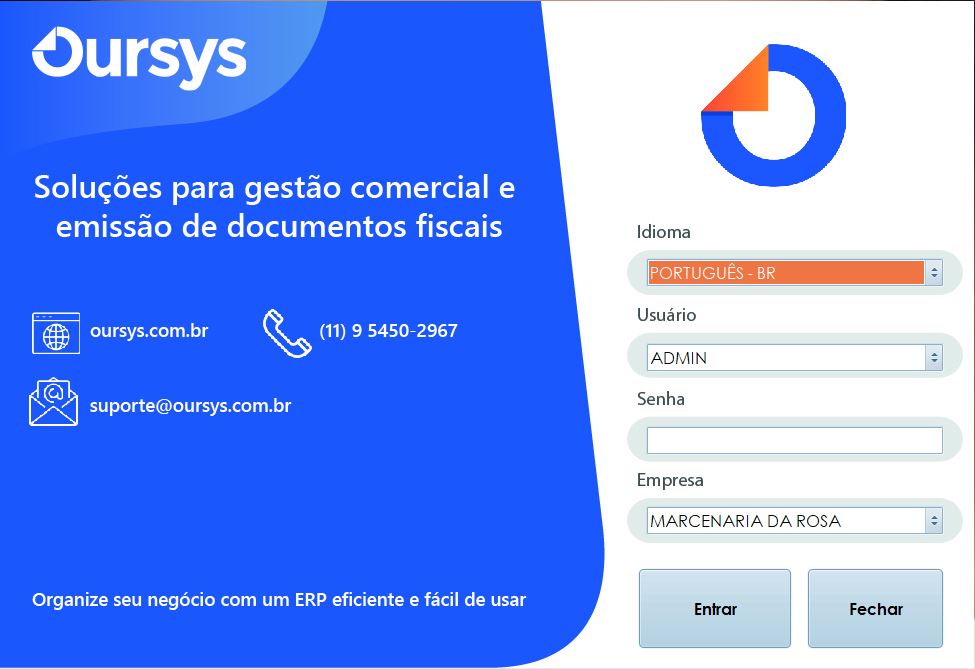 Oursys
Soluções para gestão comercial e
emissão de documentos fiscais
oursys.com.br
(11) 9 5450-2967
suporte@oursys.com.br
Organize seu negócio com um ERP eficiente e fácil de usar
Idioma
PORTUGUÊS - BR
Usuário
ADMIN
Senha
Empresa
MARCENARIA DA ROSA
Entrar
Fechar